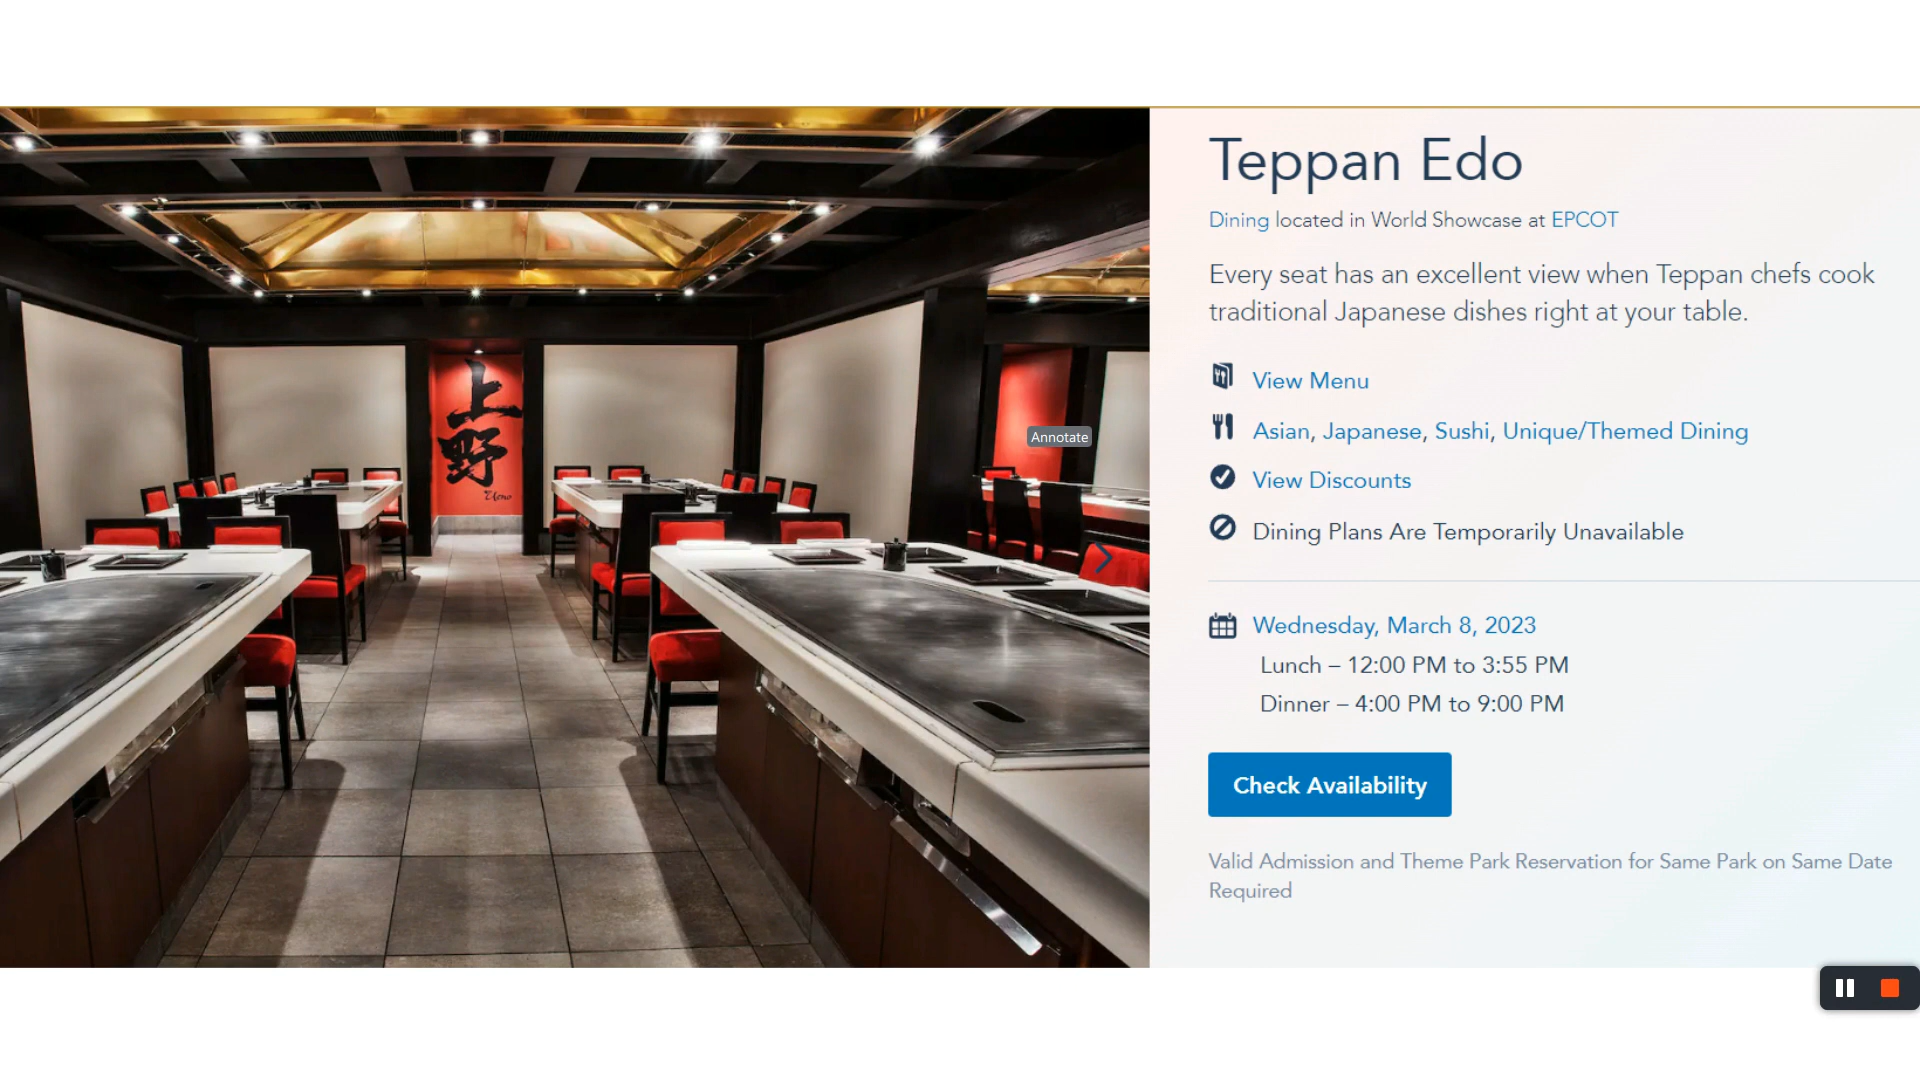 Teppan Edo
Dining located in World Showcase at EPCOT
Every seat has an excellent view when Teppan chefs cook
traditional Japanese dishes right at your table.
View Menu
Asian, Japanese, Sushi, Unique/Themed Dining
View Discounts
Dining Plans Are Temporarily Unavailable
Wednesday, March 8, 2023
Lunch – 12:00 PM to 3:55 PM
Dinner – 4:00 PM to 9:00 PM
Check Availability
Valid Admission and Theme Park Reservation for Same Park on Same Date
Required
上
野
Ueno
Annotate